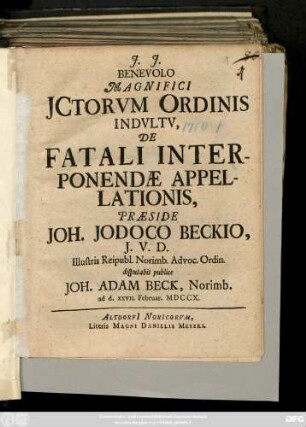 J. J.
BENEVOLO
MAGNIFICI
JCTORVM ORDINIS
INDVLTV,
DE
FATALI INTER-
PONENDÆ APPEL-
LATIONIS,
PRÆSIDE
JOH. JODOCO BECKIO,
J. V. D.
Illustris Reipubl. Norimb. Advoc. Ordin.
disputabit publice
JOH. ADAM BECK, Norimb.
ad d. XXVII. Februar. MDCCX.
ALTDORFI NORICORVM,
Literis MAGNI DANIELIS MEYERI.